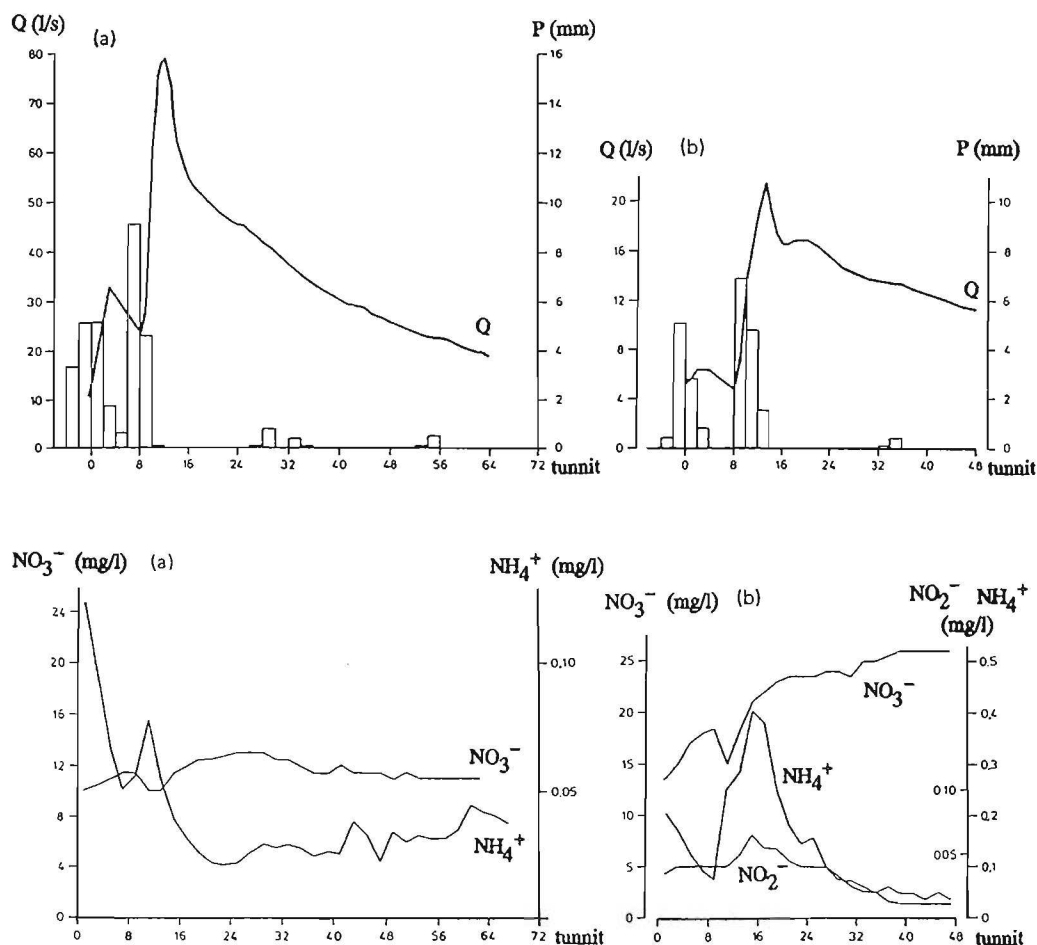 Q (l/s) (a) P (mm)
80 16
70 14
60 12
50 10
40 8
30 6
20 4
10 2
0 0
Q
0 8 16 24 32 40 48 56 64 72 tunnit
Q (l/s) (b) P (mm)
20 10
16 8
12 6
8 4
4 2
0 0
Q
0 8 16 24 32 40 48 tunnit
NO₃⁻ (mg/l) (a) NH₄⁺ (mg/l)
24
20 0,10
16
12 NO₃⁻
0,05
8
4 NH₄⁺
0
0 8 16 24 32 40 48 56 64 72 tunnit
NO₃⁻ (mg/l) (b) NO₂⁻ NH₄⁺
(mg/l)
25 0,5
NO₃⁻
20 0,4
15 0,3
NH₄⁺ 0,10
10 0,2
0,05
5 0,1
NO₂⁻
0 0
0 8 16 24 32 40 48
tunnit